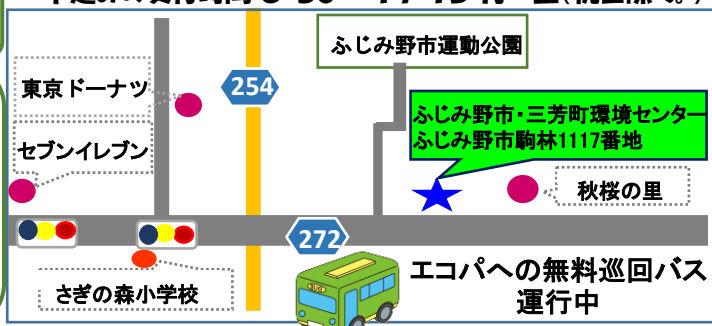 ふじみ野市運動公園
東京ドーナツ
254
ふじみ野市・三芳町環境センター
ふじみ野市駒林1117番地
セブンイレブン
秋桜の里
272
エコパへの無料巡回バス
運行中
さぎの森小学校